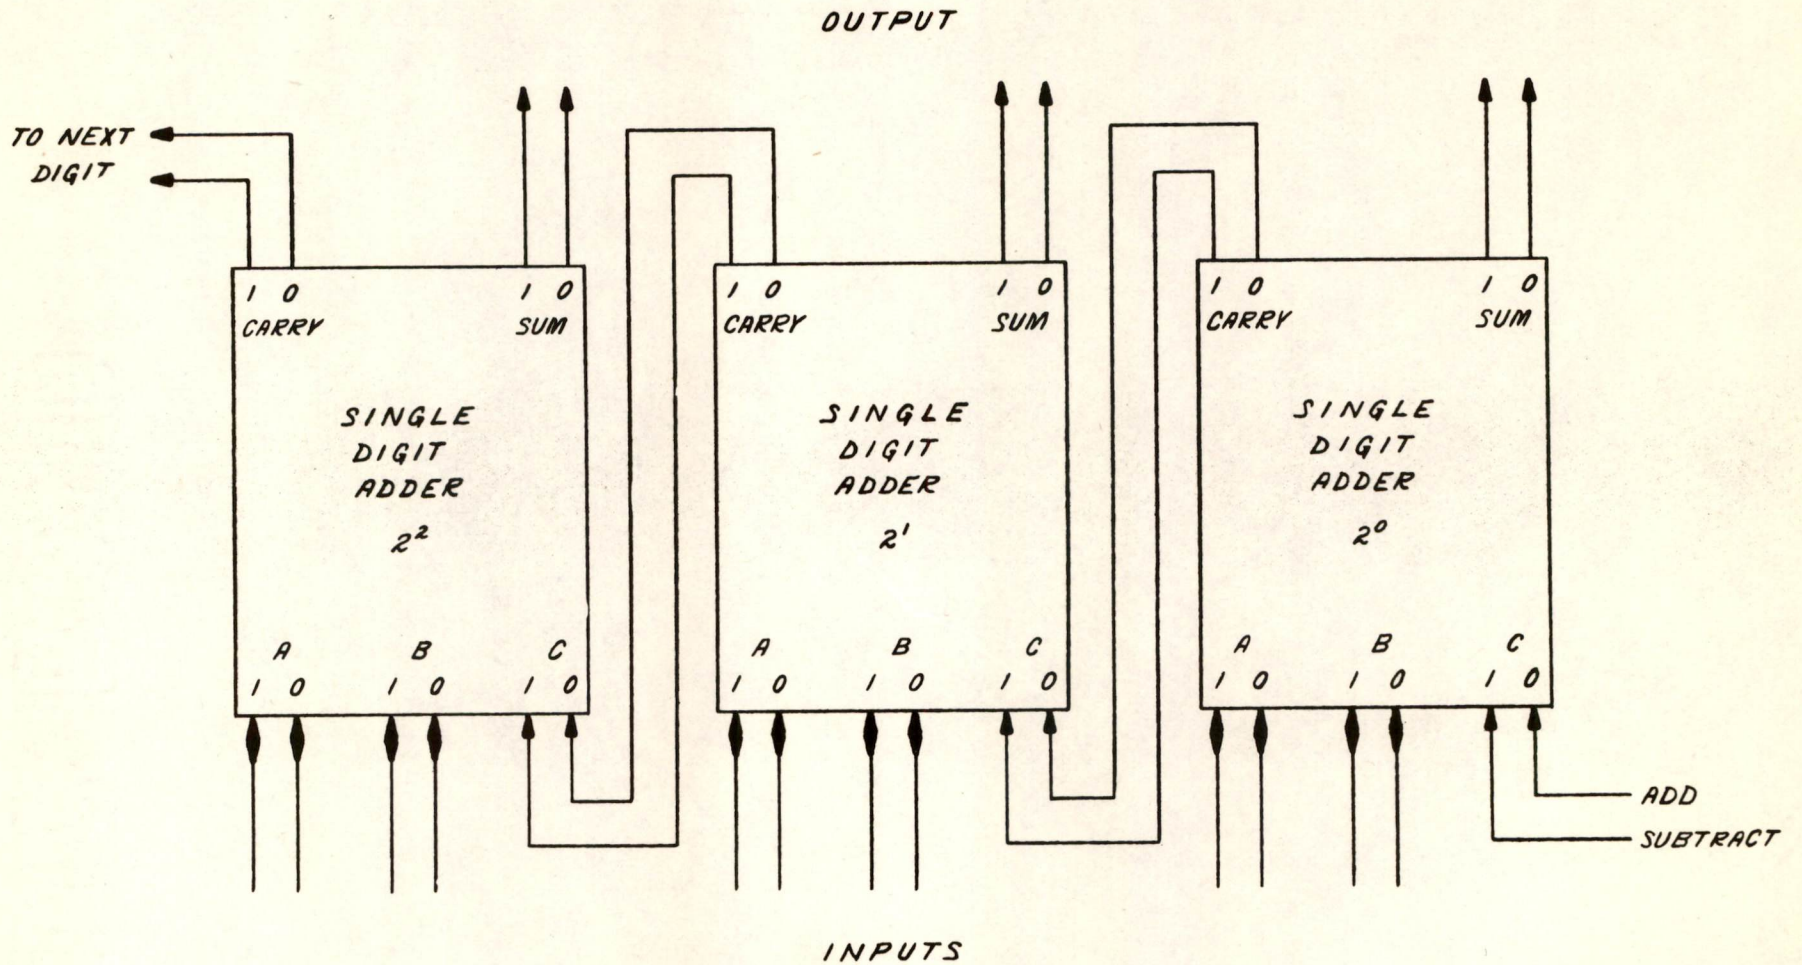 OUTPUT
TO NEXT
DIGIT
1 0 1 0 1 0 1 0 1 0 1 0
CARRY SUM CARRY SUM CARRY SUM
SINGLE SINGLE SINGLE
DIGIT DIGIT DIGIT
ADDER ADDER ADDER
2² 2¹ 2⁰
A B C A B C A B C
1 0 1 0 1 0 1 0 1 0 1 0 1 0 1 0 1 0
ADD
SUBTRACT
INPUTS